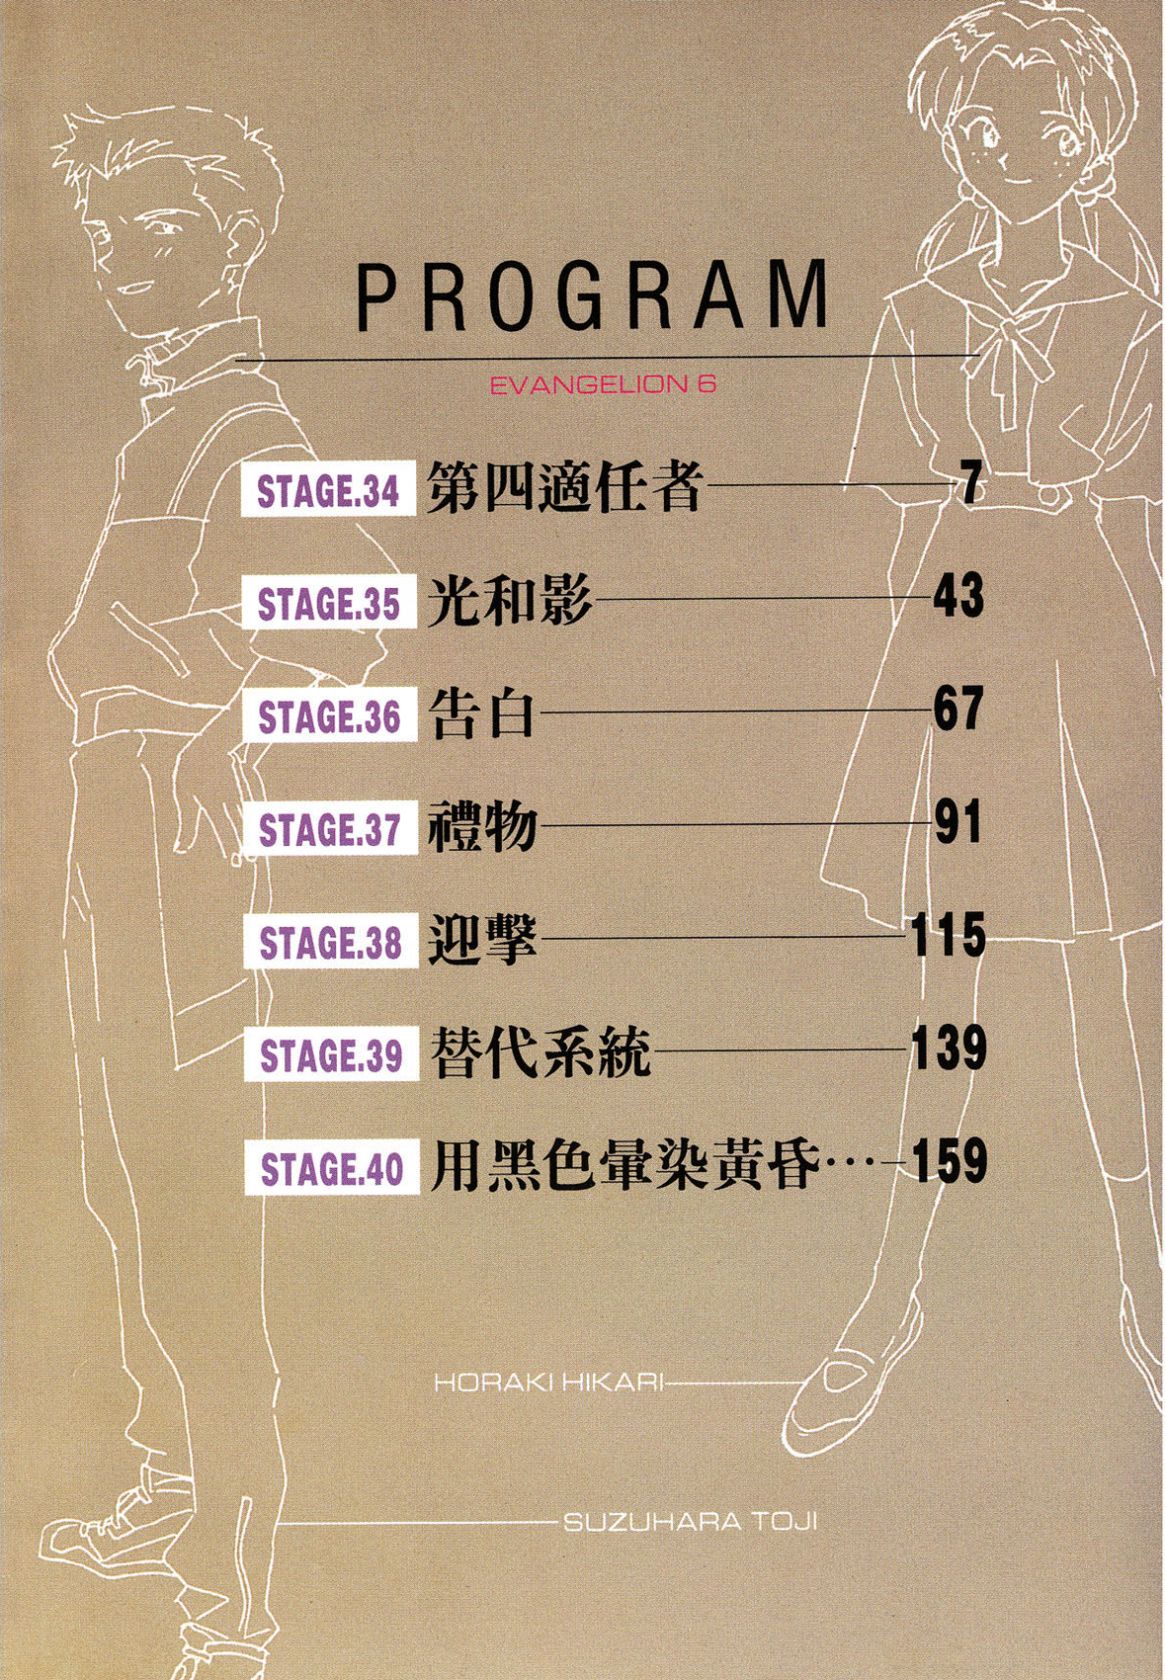 PROGRAM
EVANGELION 6
STAGE.34 第四適任者 7
STAGE.35 光和影 43
STAGE.36 告白 67
STAGE.37 禮物 91
STAGE.38 迎擊 115
STAGE.39 替代系統 139
STAGE.40 用黑色暈染黃昏… 159
HORAKI HIKARI
SUZUHARA TOJI